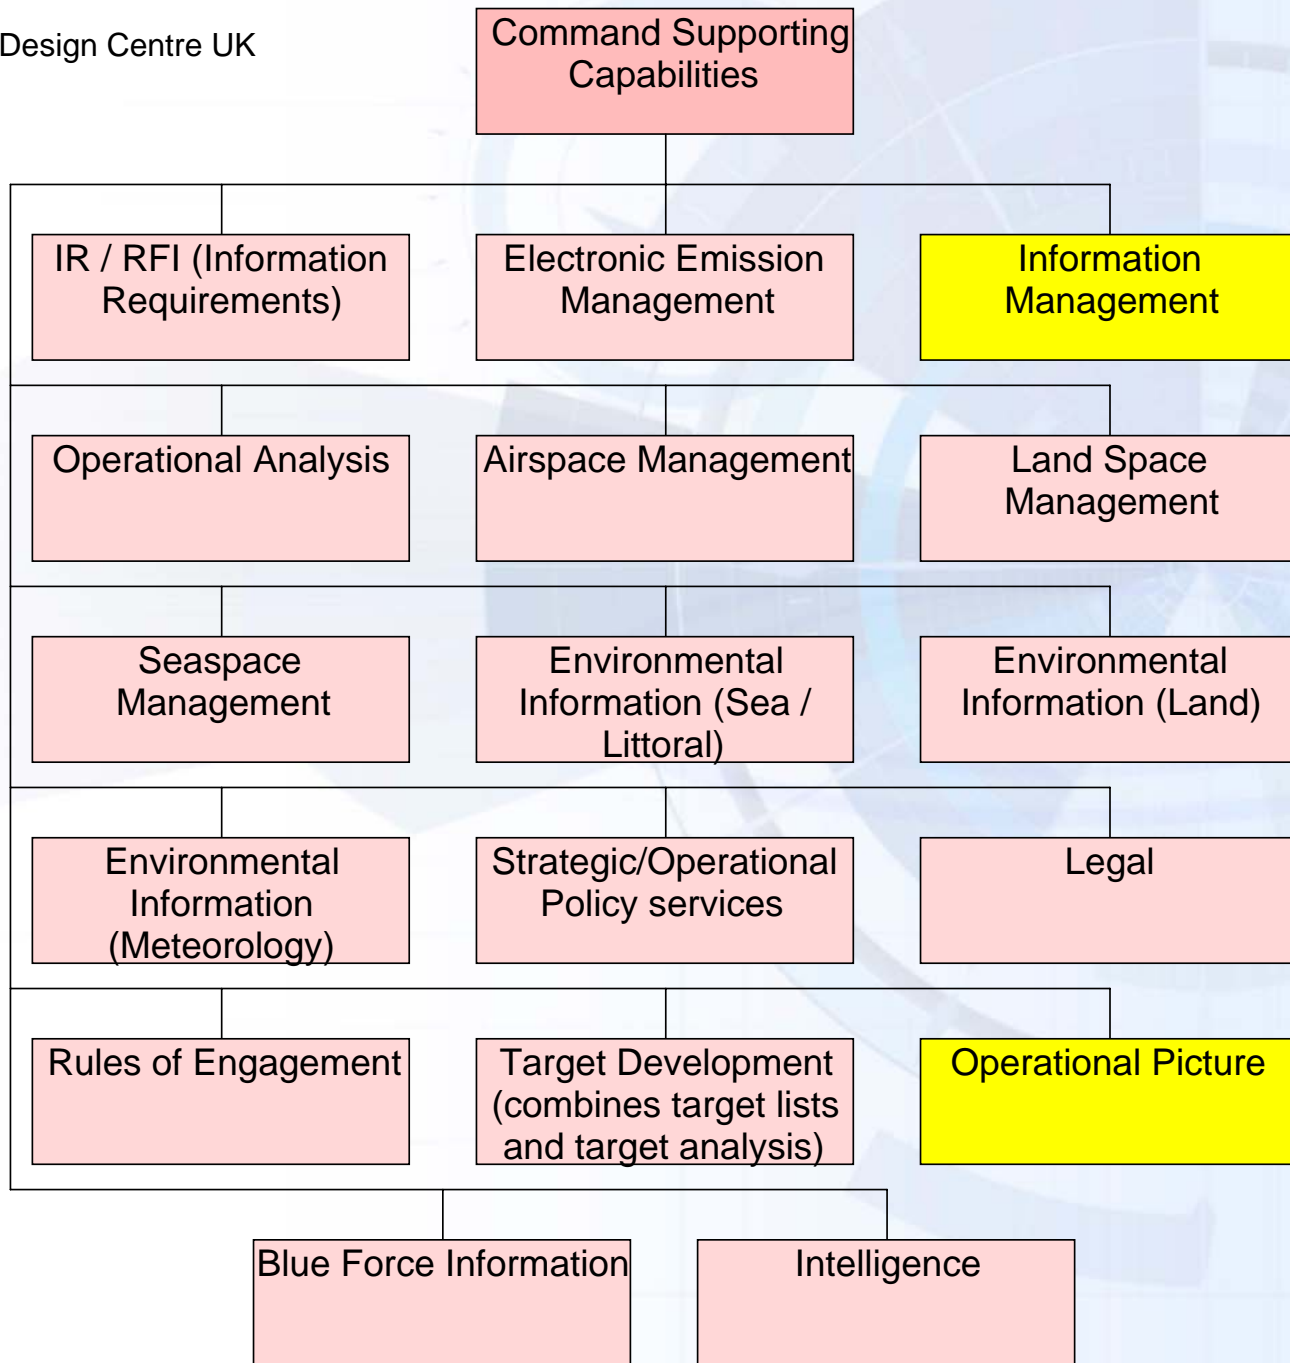 Design Centre UK
Command Supporting
Capabilities
IR / RFI (Information
Requirements)
Electronic Emission
Management
Information
Management
Operational Analysis
Airspace Management
Land Space
Management
Seaspace
Management
Environmental
Information (Sea /
Littoral)
Environmental
Information (Land)
Environmental
Information
(Meteorology)
Strategic/Operational
Policy services
Legal
Rules of Engagement
Target Development
(combines target lists
and target analysis)
Operational Picture
Blue Force Information
Intelligence